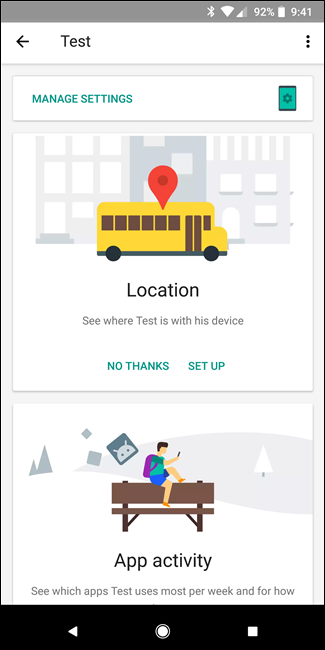 92% 9:41
Test
MANAGE SETTINGS
Location
See where Test is with his device
NO THANKS SET UP
App activity
See which apps Test uses most per week and for how